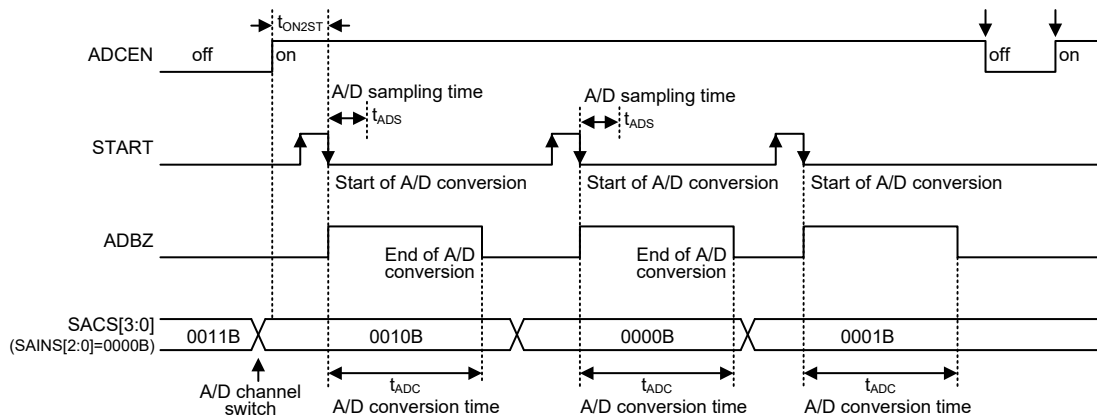 tON2ST
ADCEN
off
on
off
on
A/D sampling time
A/D sampling time
tADS
tADS
START
Start of A/D conversion
Start of A/D conversion
Start of A/D conversion
ADBZ
End of A/D
conversion
End of A/D
conversion
SACS[3:0]
(SAINS[2:0]=0000B)
0011B
0010B
0000B
0001B
A/D channel
switch
tADC
tADC
tADC
A/D conversion time
A/D conversion time
A/D conversion time